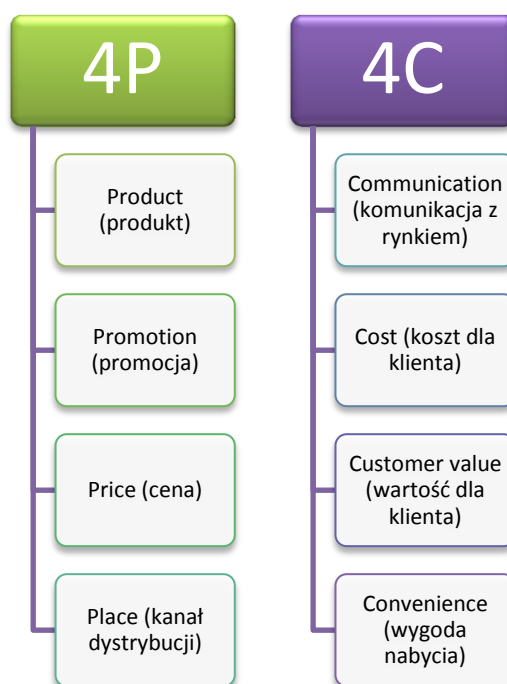 4P
Product
(produkt)
Promotion
(promocja)
Price (cena)
Place (kanał
dystrybucji)
4C
Communication
(komunikacja z
rynkiem)
Cost (koszt dla
klienta)
Customer value
(wartość dla
klienta)
Convenience
(wygoda
nabycia)